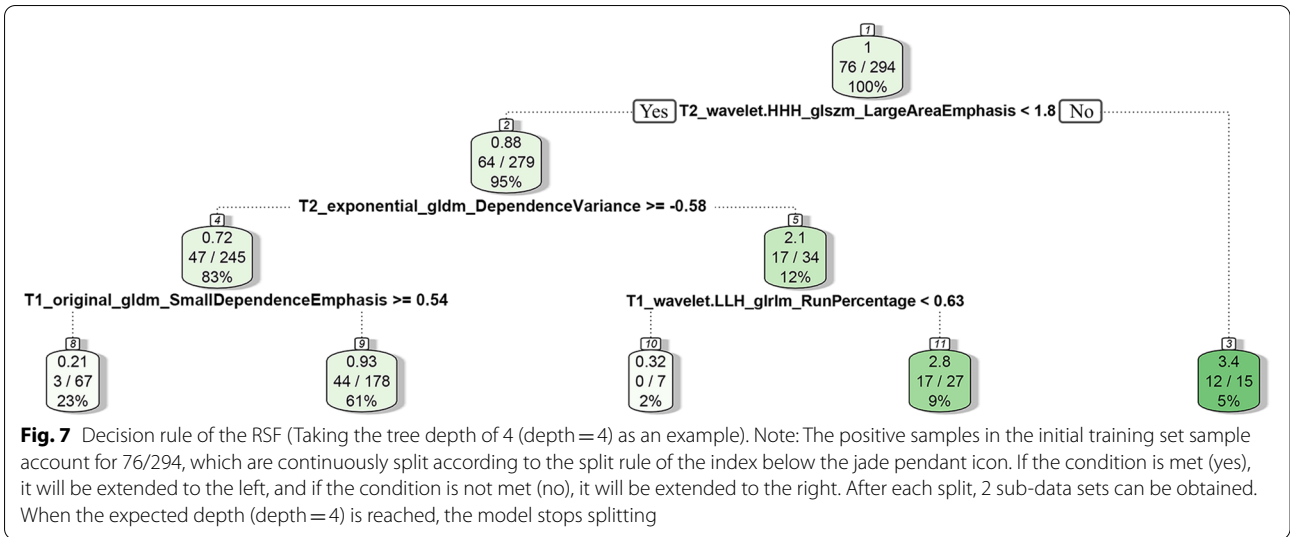 1
1
76 / 294
100%
Yes T2_wavelet.HHH_glszm_LargeAreaEmphasis < 1.8 No
2
0.88
64 / 279
95%
T2_exponential_gldm_DependenceVariance >= -0.58
4
0.72
47 / 245
83%
5
2.1
17 / 34
12%
T1_original_gldm_SmallDependenceEmphasis >= 0.54
T1_wavelet.LLH_glrlm_RunPercentage < 0.63
8
0.21
3 / 67
23%
9
0.93
44 / 178
61%
10
0.32
0 / 7
2%
11
2.8
17 / 27
9%
3
3.4
12 / 15
5%
Fig. 7 Decision rule of the RSF (Taking the tree depth of 4 (depth = 4) as an example). Note: The positive samples in the initial training set sample
account for 76/294, which are continuously split according to the split rule of the index below the jade pendant icon. If the condition is met (yes),
it will be extended to the left, and if the condition is not met (no), it will be extended to the right. After each split, 2 sub-data sets can be obtained.
When the expected depth (depth = 4) is reached, the model stops splitting